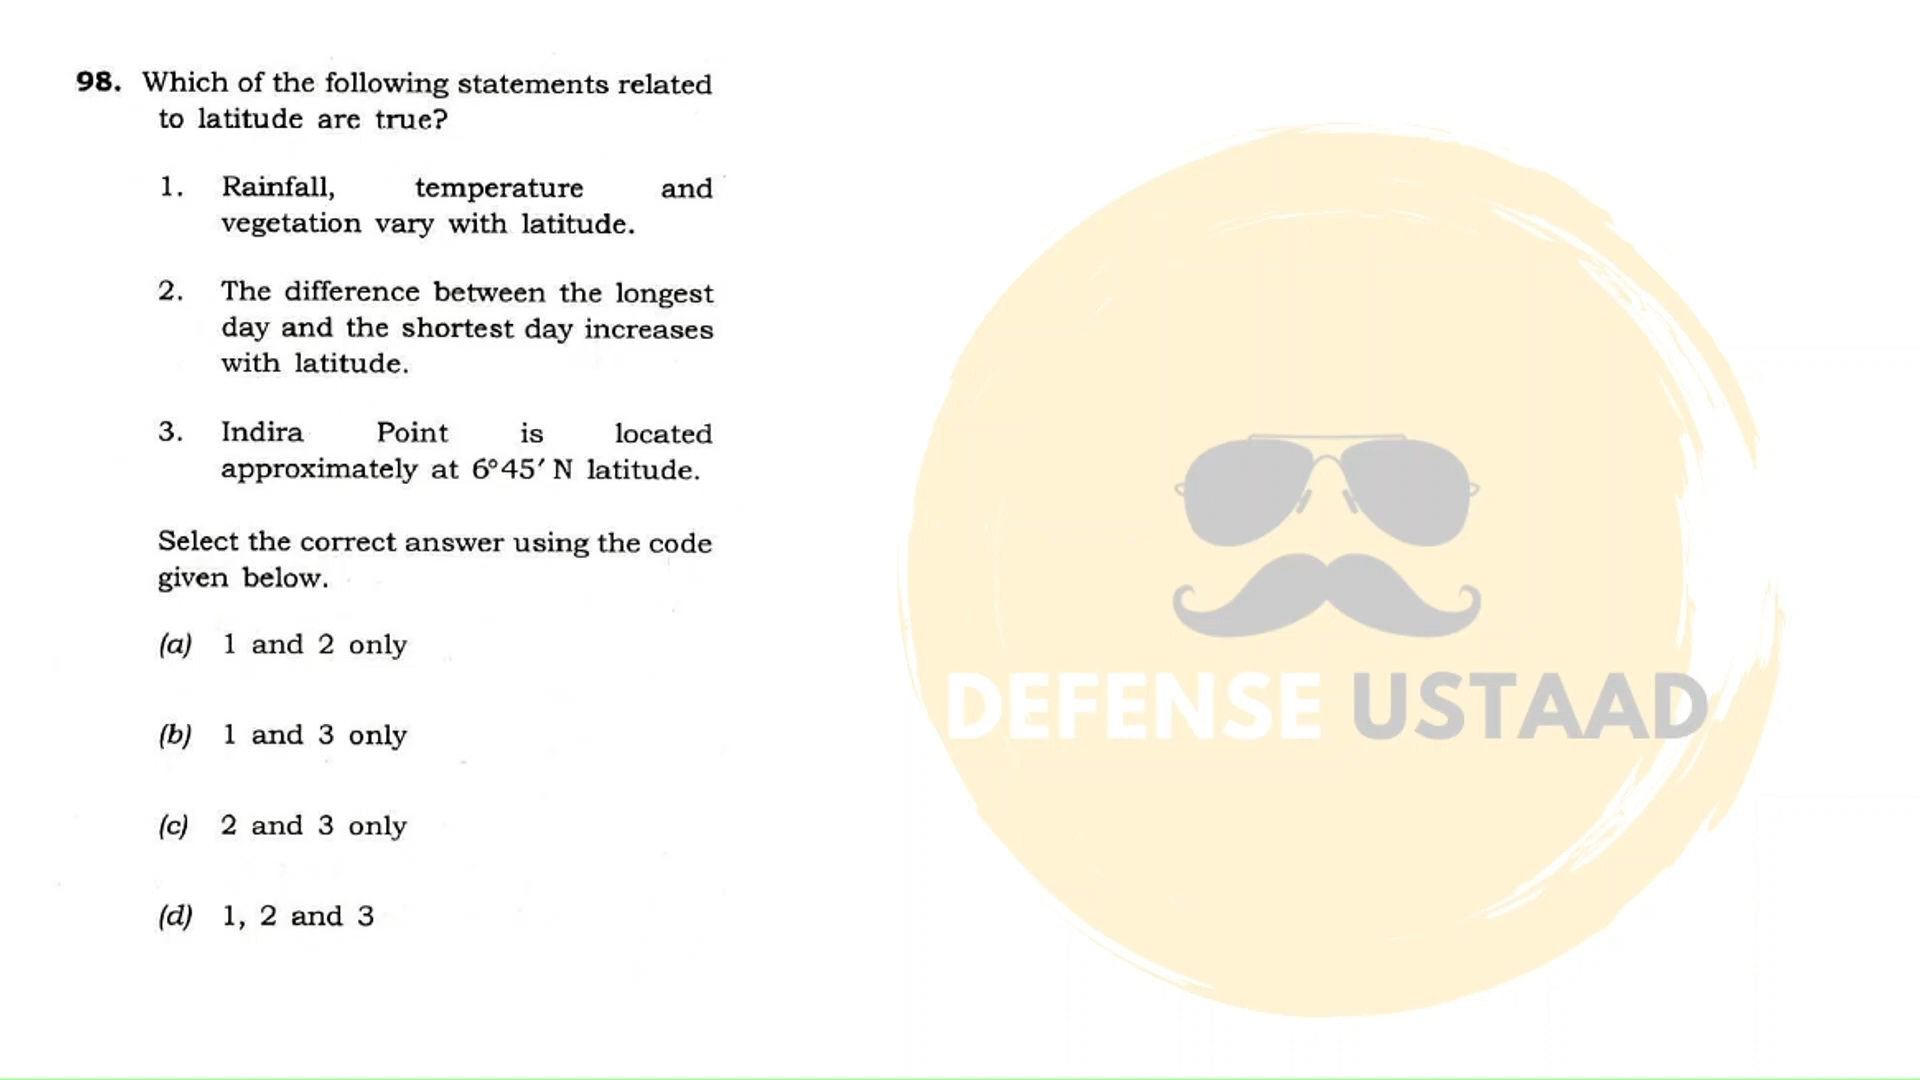 98. Which of the following statements related
to latitude are true?
1. Rainfall, temperature and
vegetation vary with latitude.
2. The difference between the longest
day and the shortest day increases
with latitude.
3. Indira Point is located
approximately at 6°45′ N latitude.
Select the correct answer using the code
given below.
(a) 1 and 2 only
(b) 1 and 3 only
(c) 2 and 3 only
(d) 1, 2 and 3
DEFENSE USTAAD